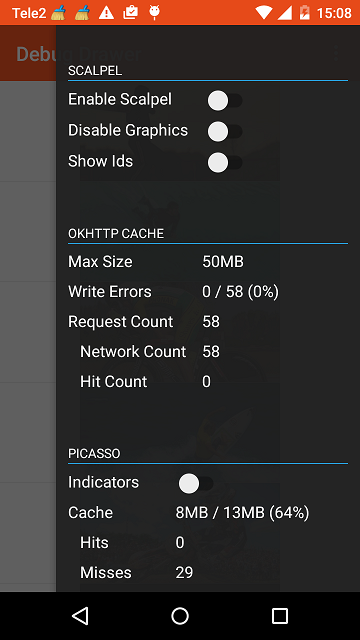 Tele2 15:08
Debug Drawer
SCALPEL
Enable Scalpel
Disable Graphics
Show Ids
OKHTTP CACHE
Max Size 50MB
Write Errors 0 / 58 (0%)
Request Count 58
Network Count 58
Hit Count 0
PICASSO
Indicators
Cache 8MB / 13MB (64%)
Hits 0
Misses 29